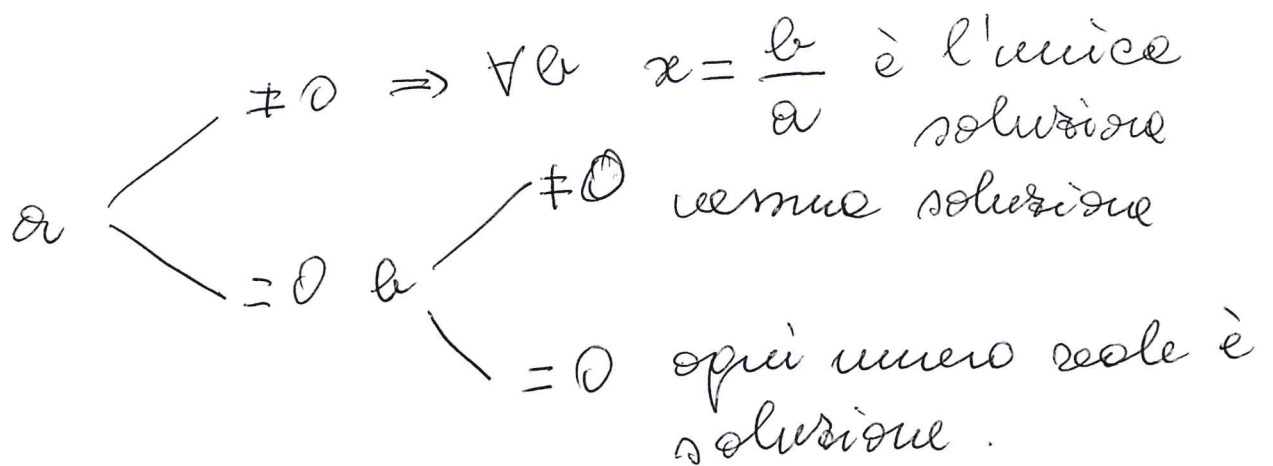 ≠ 0 ⇒ ∀b x = b/a è l'unica
soluzione
a
≠ 0 nessuna soluzione
= 0 b
= 0 ogni numero reale è
soluzione.